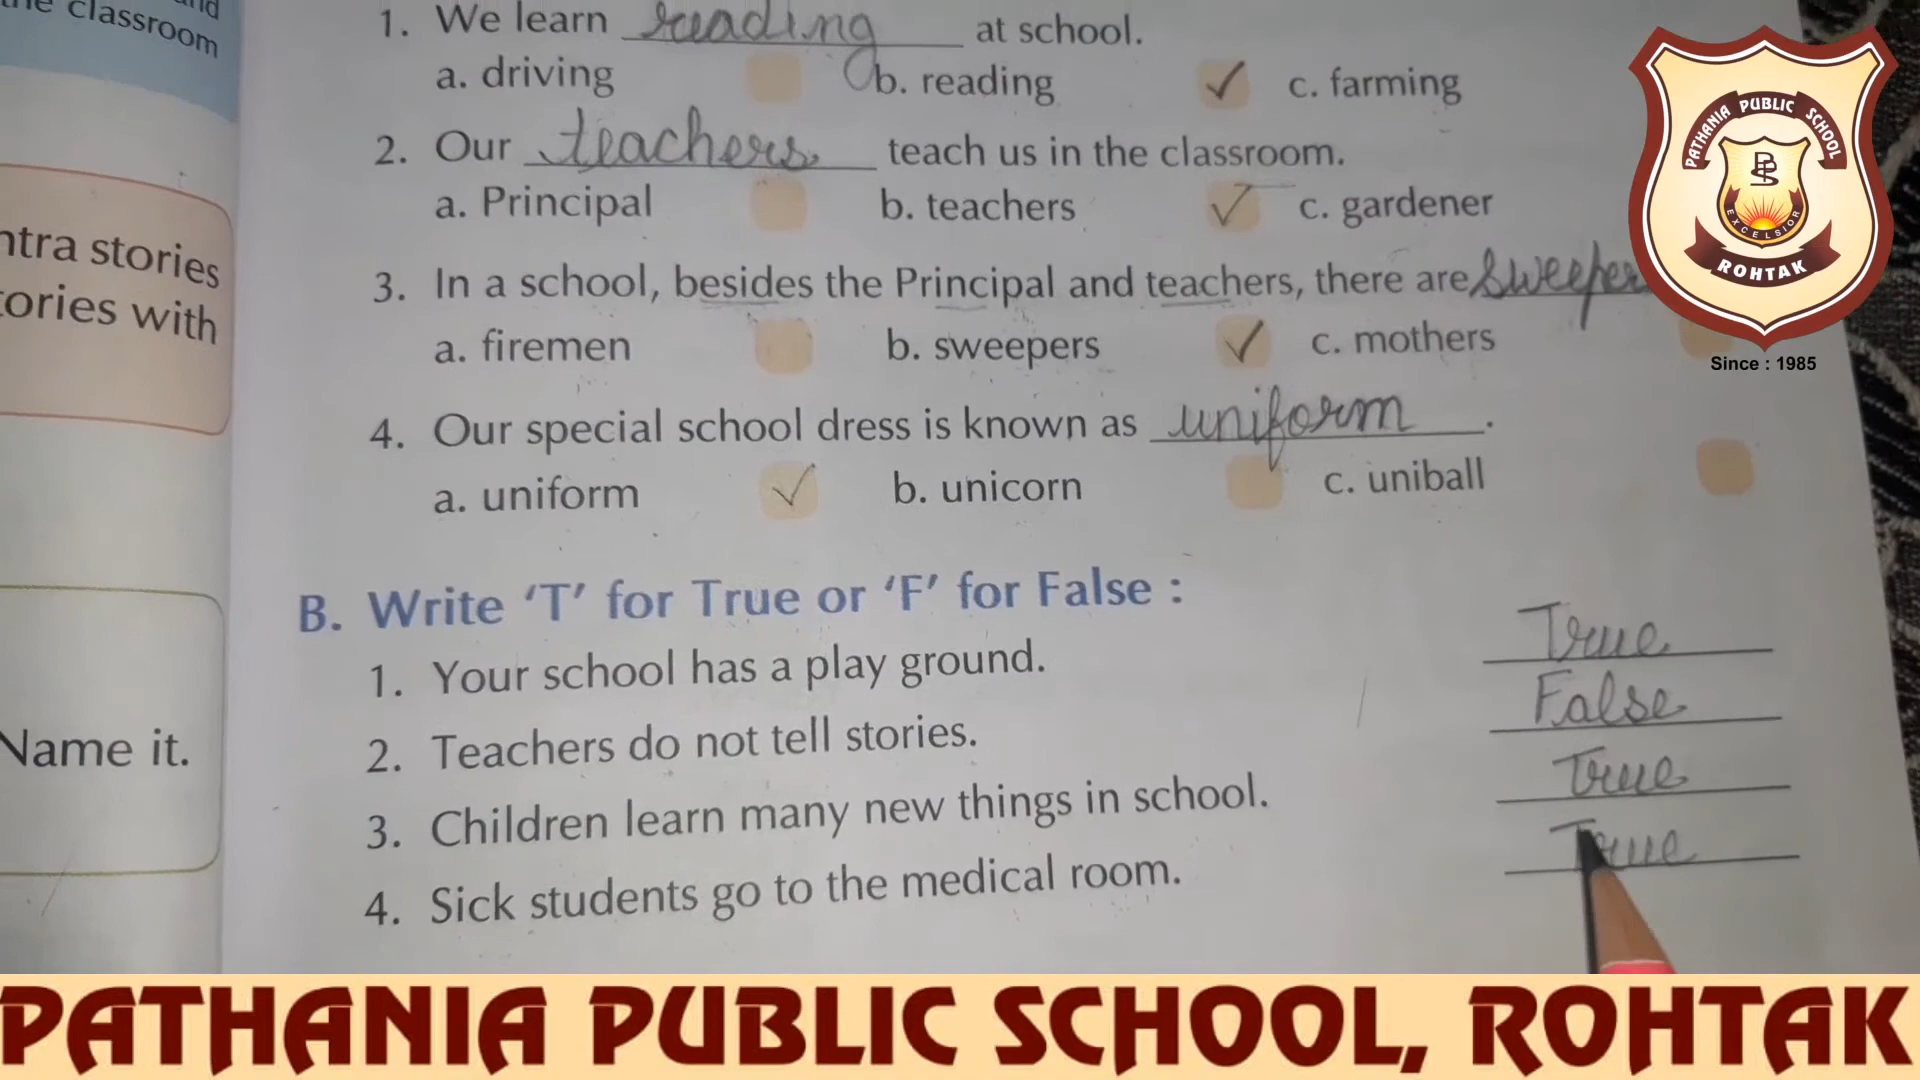 and
the classroom
1. We learn reading at school.
a. driving b. reading ✓ c. farming
2. Our teachers teach us in the classroom.
a. Principal b. teachers ✓ c. gardener
ntra stories
tories with
3. In a school, besides the Principal and teachers, there are sweeper
a. firemen b. sweepers ✓ c. mothers
4. Our special school dress is known as uniform.
a. uniform ✓ b. unicorn c. uniball
Name it.
B. Write ‘T’ for True or ‘F’ for False :
1. Your school has a play ground. True
2. Teachers do not tell stories. False
3. Children learn many new things in school. True
4. Sick students go to the medical room. True
PATHANIA PUBLIC SCHOOL
PPS
EXCELSIOR
ROHTAK
Since : 1985
PATHANIA PUBLIC SCHOOL, ROHTAK